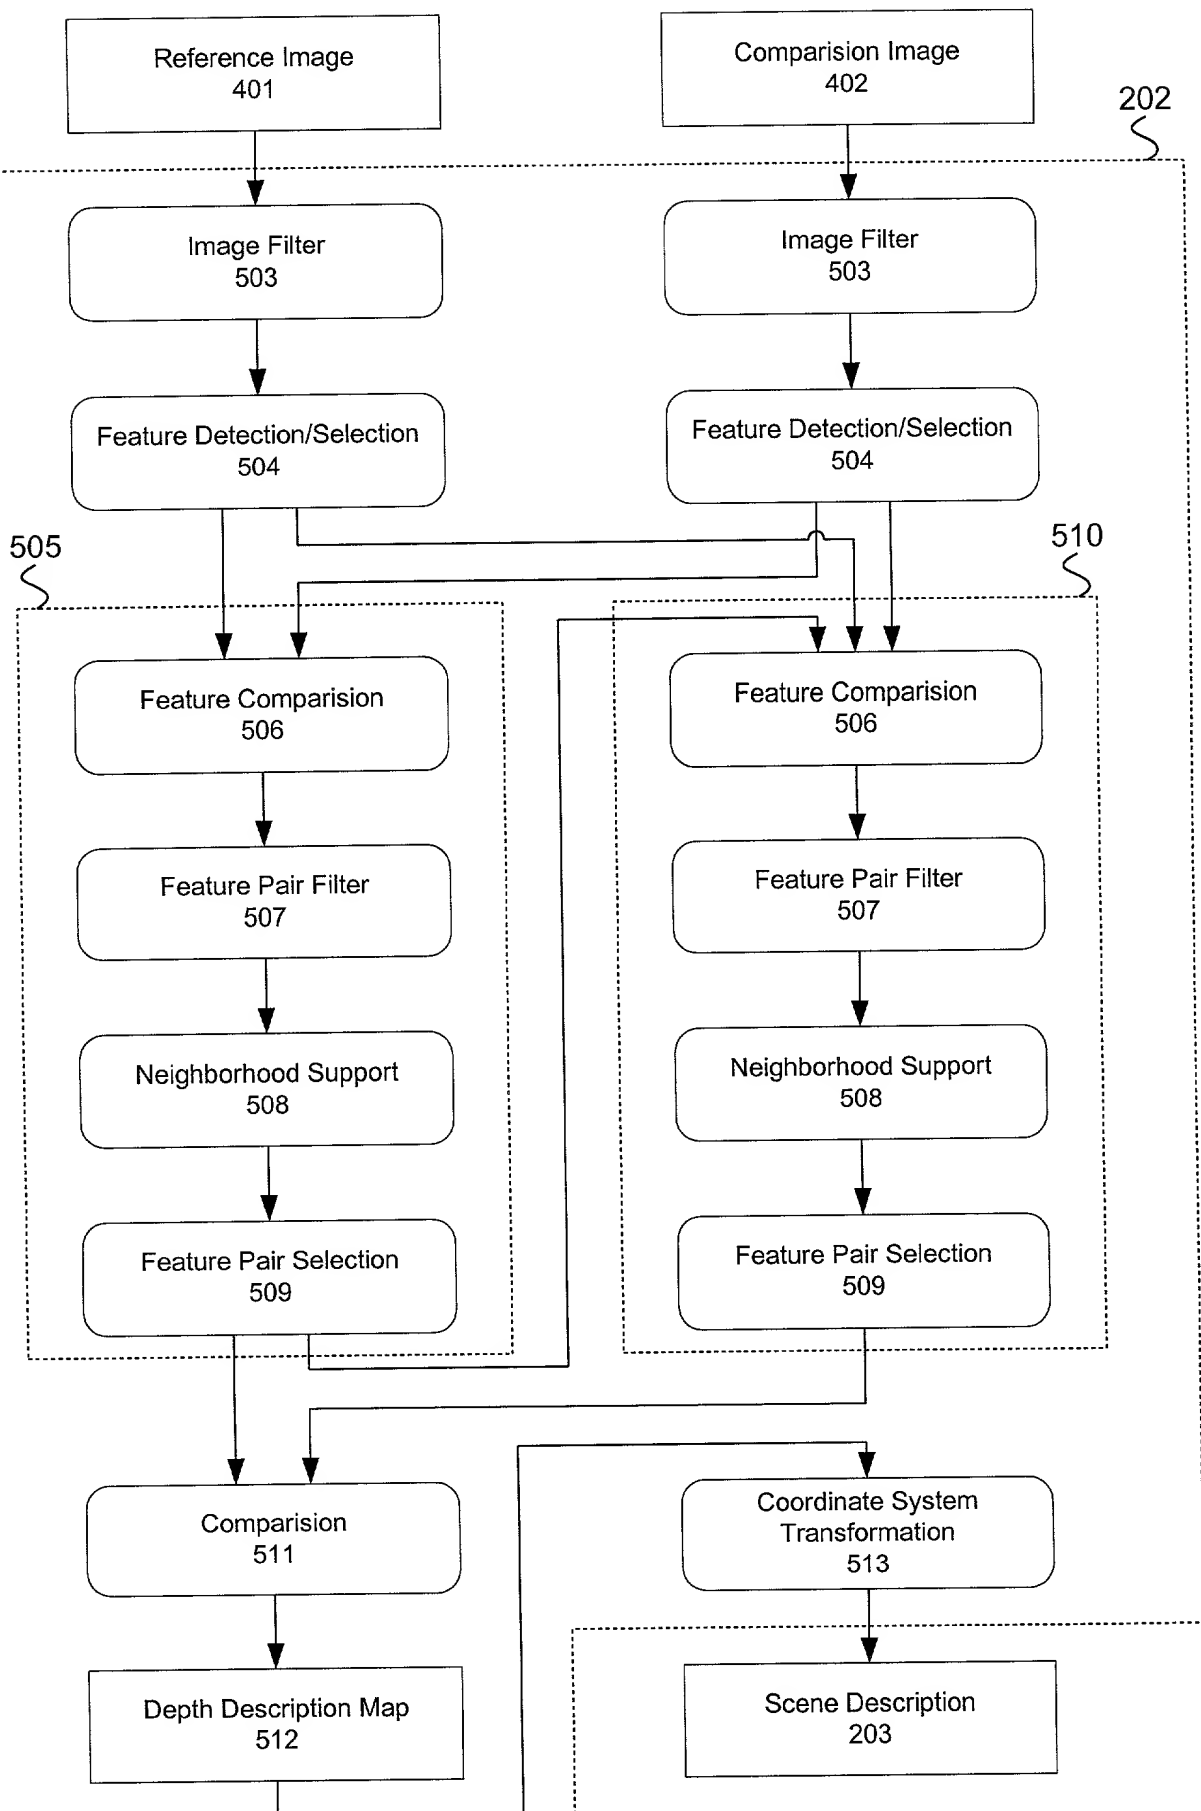 Reference Image
401
Comparision Image
402
202
Image Filter
503
Image Filter
503
Feature Detection/Selection
504
Feature Detection/Selection
504
505
510
Feature Comparision
506
Feature Comparision
506
Feature Pair Filter
507
Feature Pair Filter
507
Neighborhood Support
508
Neighborhood Support
508
Feature Pair Selection
509
Feature Pair Selection
509
Comparision
511
Coordinate System
Transformation
513
Depth Description Map
512
Scene Description
203